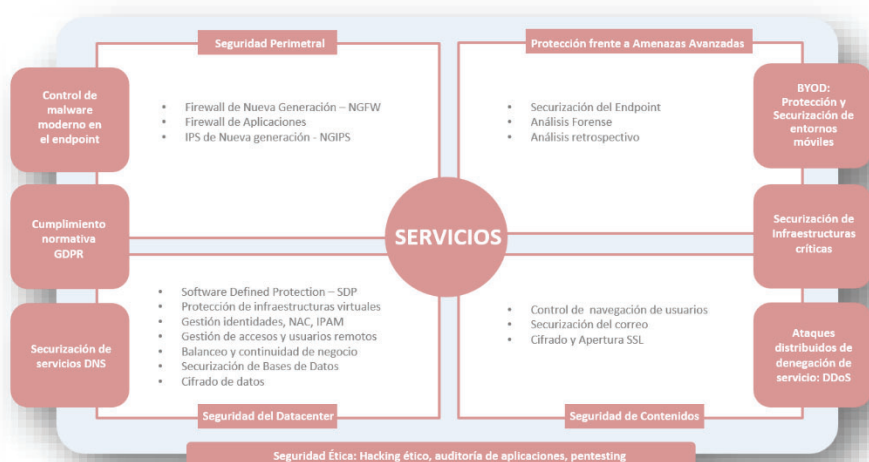 Seguridad Perimetral
Protección frente a Amenazas Avanzadas
Control de
malware
moderno en
el endpoint
• Firewall de Nueva Generación – NGFW
• Firewall de Aplicaciones
• IPS de Nueva generación - NGIPS
• Securización del Endpoint
• Análisis Forense
• Análisis retrospectivo
BYOD:
Protección y
Securización de
entornos
móviles
Cumplimiento
normativa
GDPR
SERVICIOS
Securización de
Infraestructuras
críticas
Securización de
servicios DNS
• Software Defined Protection – SDP
Protección de infraestructuras virtuales
• Gestión identidades, NAC, IPAM
• Gestión de accesos y usuarios remotos
• Balanceo y continuidad de negocio
• Securización de Bases de Datos
• Cifrado de datos
• Control de navegación de usuarios
• Securización del correo
• Cifrado y Apertura SSL
Ataques
distribuidos de
denegación de
servicio: DDoS
Seguridad del Datacenter
Seguridad de Contenidos
Seguridad Ética: Hacking ético, auditoría de aplicaciones, pentesting